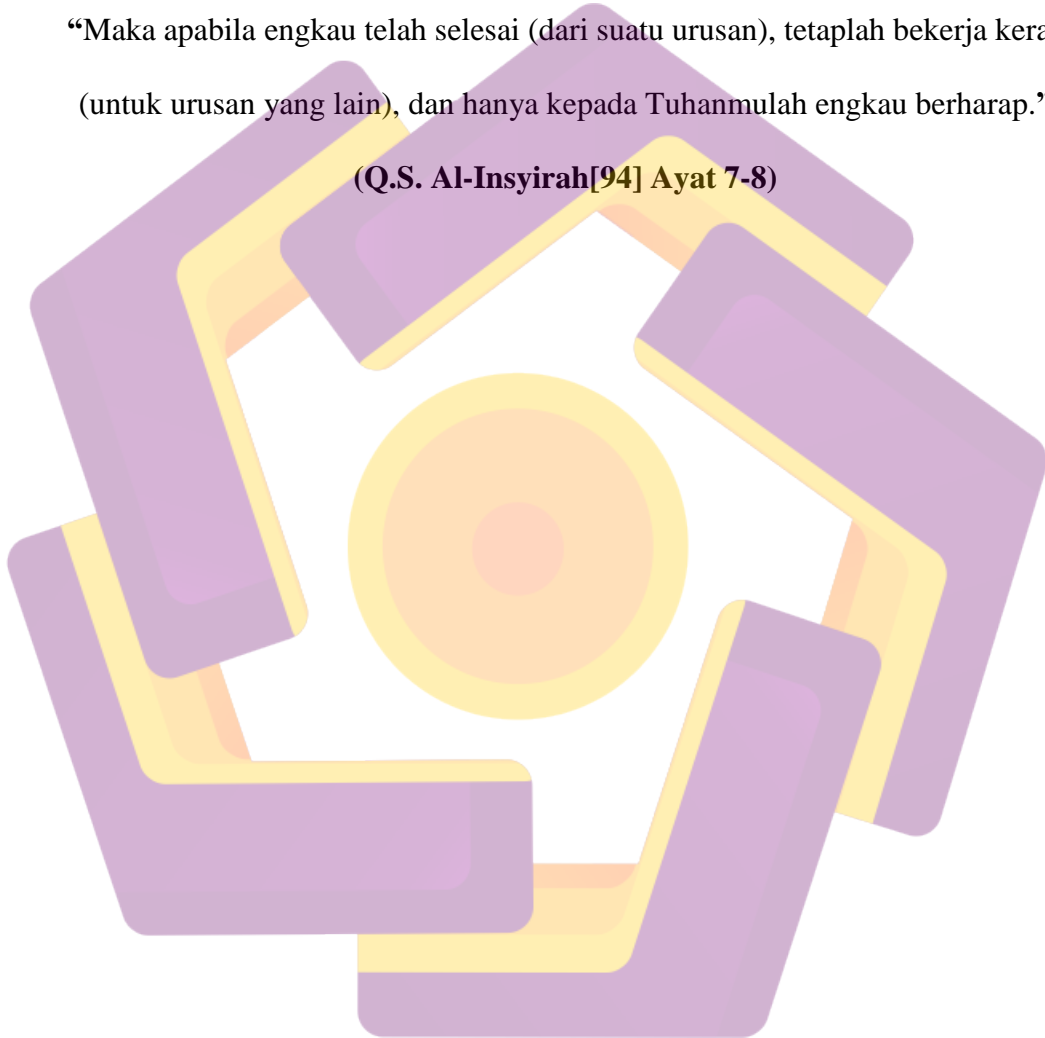 “Maka apabila engkau telah selesai (dari suatu urusan), tetaplah bekerja kera
(untuk urusan yang lain), dan hanya kepada Tuhanmulah engkau berharap.”
(Q.S. Al-Insyirah[94] Ayat 7-8)